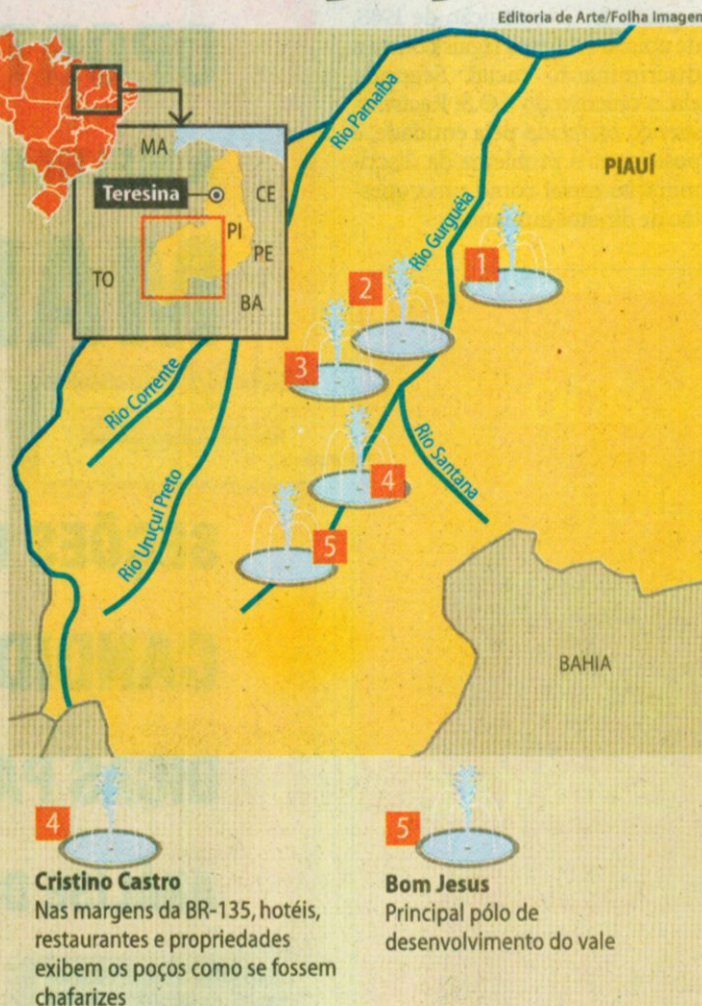 Editoria de Arte/Folha Imagem
MA
Teresina
CE
PI
PE
TO
BA
Rio Parnaíba
PIAUÍ
Rio Gurguéia
1
2
3
Rio Corrente
Rio Santana
4
Rio Uruçuí Preto
5
BAHIA
4
Cristino Castro
Nas margens da BR-135, hotéis,
restaurantes e propriedades
exibem os poços como se fossem
chafarizes
5
Bom Jesus
Principal pólo de
desenvolvimento do vale